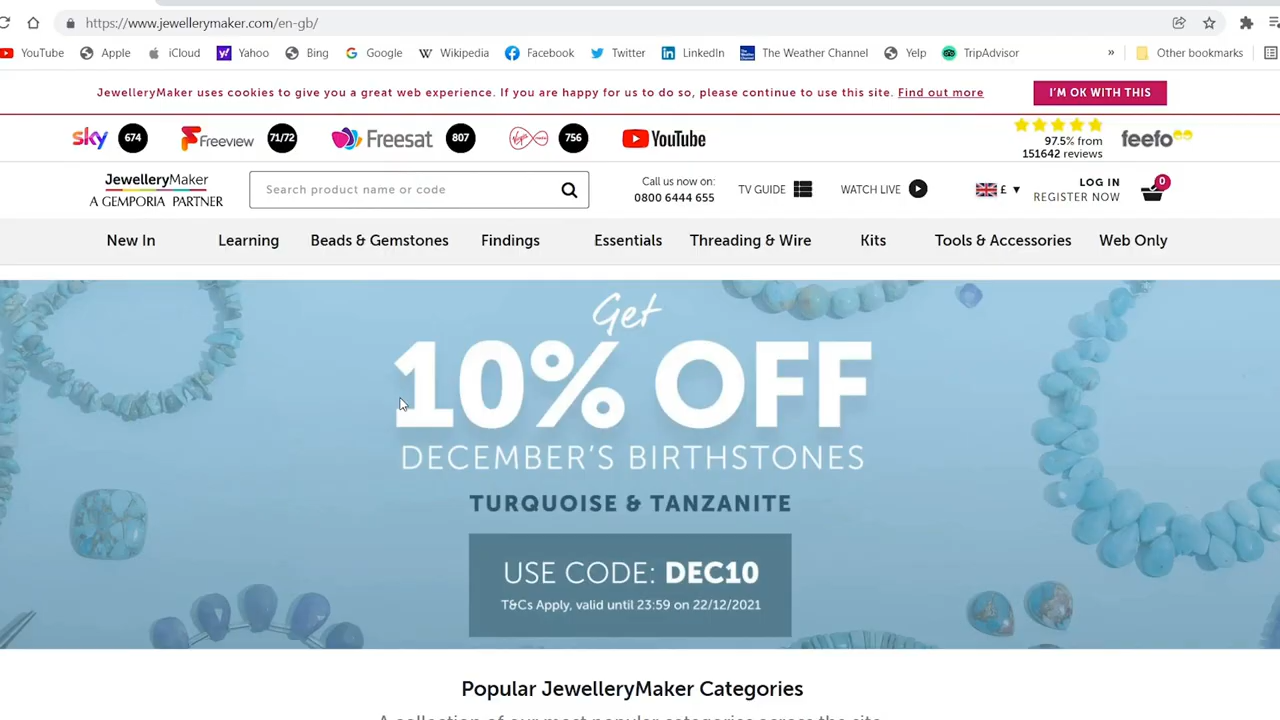 https://www.jewellerymaker.com/en-gb/
YouTube Apple iCloud Yahoo Bing Google Wikipedia Facebook Twitter LinkedIn The Weather Channel Yelp TripAdvisor » Other bookmarks
JewelleryMaker uses cookies to give you a great web experience. If you are happy for us to do so, please continue to use this site. Find out more
I'M OK WITH THIS
sky 674 Freeview 71/72 freesat 807 Virgin 756 YouTube
97.5% from
151642 reviews
feefo
JewelleryMaker
A GEMPORIA PARTNER
Search product name or code
Call us now on:
0800 6444 655
TV GUIDE
WATCH LIVE
£ ▼
LOG IN
REGISTER NOW
0
New In Learning Beads & Gemstones Findings Essentials Threading & Wire Kits Tools & Accessories Web Only
Get
10% OFF
DECEMBER'S BIRTHSTONES
TURQUOISE & TANZANITE
USE CODE: DEC10
T&Cs Apply, valid until 23:59 on 22/12/2021
Popular JewelleryMaker Categories
A collection of our most popular categories across the site